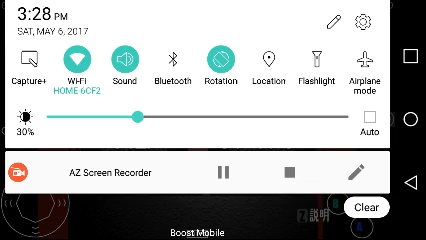 3:28 PM
SAT, MAY 6, 2017
Capture+
Wi-Fi
HOME-6CF2
Sound
Bluetooth
Rotation
Location
Flashlight
Airplane
mode
30%
Auto
AZ Screen Recorder
Clear
Z説明
B
A
Boost Mobile